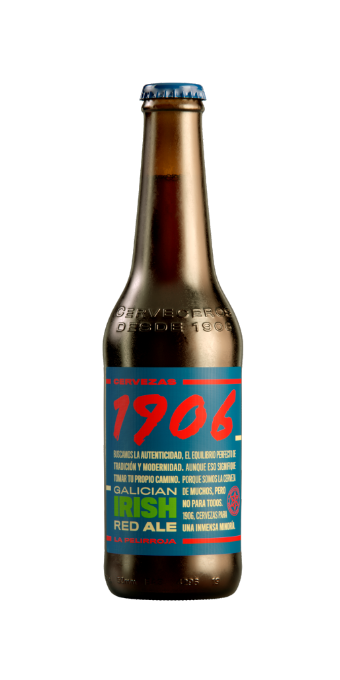 CERVECEROS
DESDE 1906
CERVEZAS
1906
BUSCAMOS LA AUTENTICIDAD, EL EQUILIBRIO PERFECTO DE
TRADICIÓN Y MODERNIDAD. AUNQUE ESO SIGNIFIQUE
TOMAR TU PROPIO CAMINO. PORQUE SOMOS LA CERVEZA
GALICIAN
IRISH
RED ALE
DE MUCHOS, PERO
NO PARA TODOS.
1906, CERVEZAS PARA
UNA INMENSA MINORÍA.
LA PELIRROJA